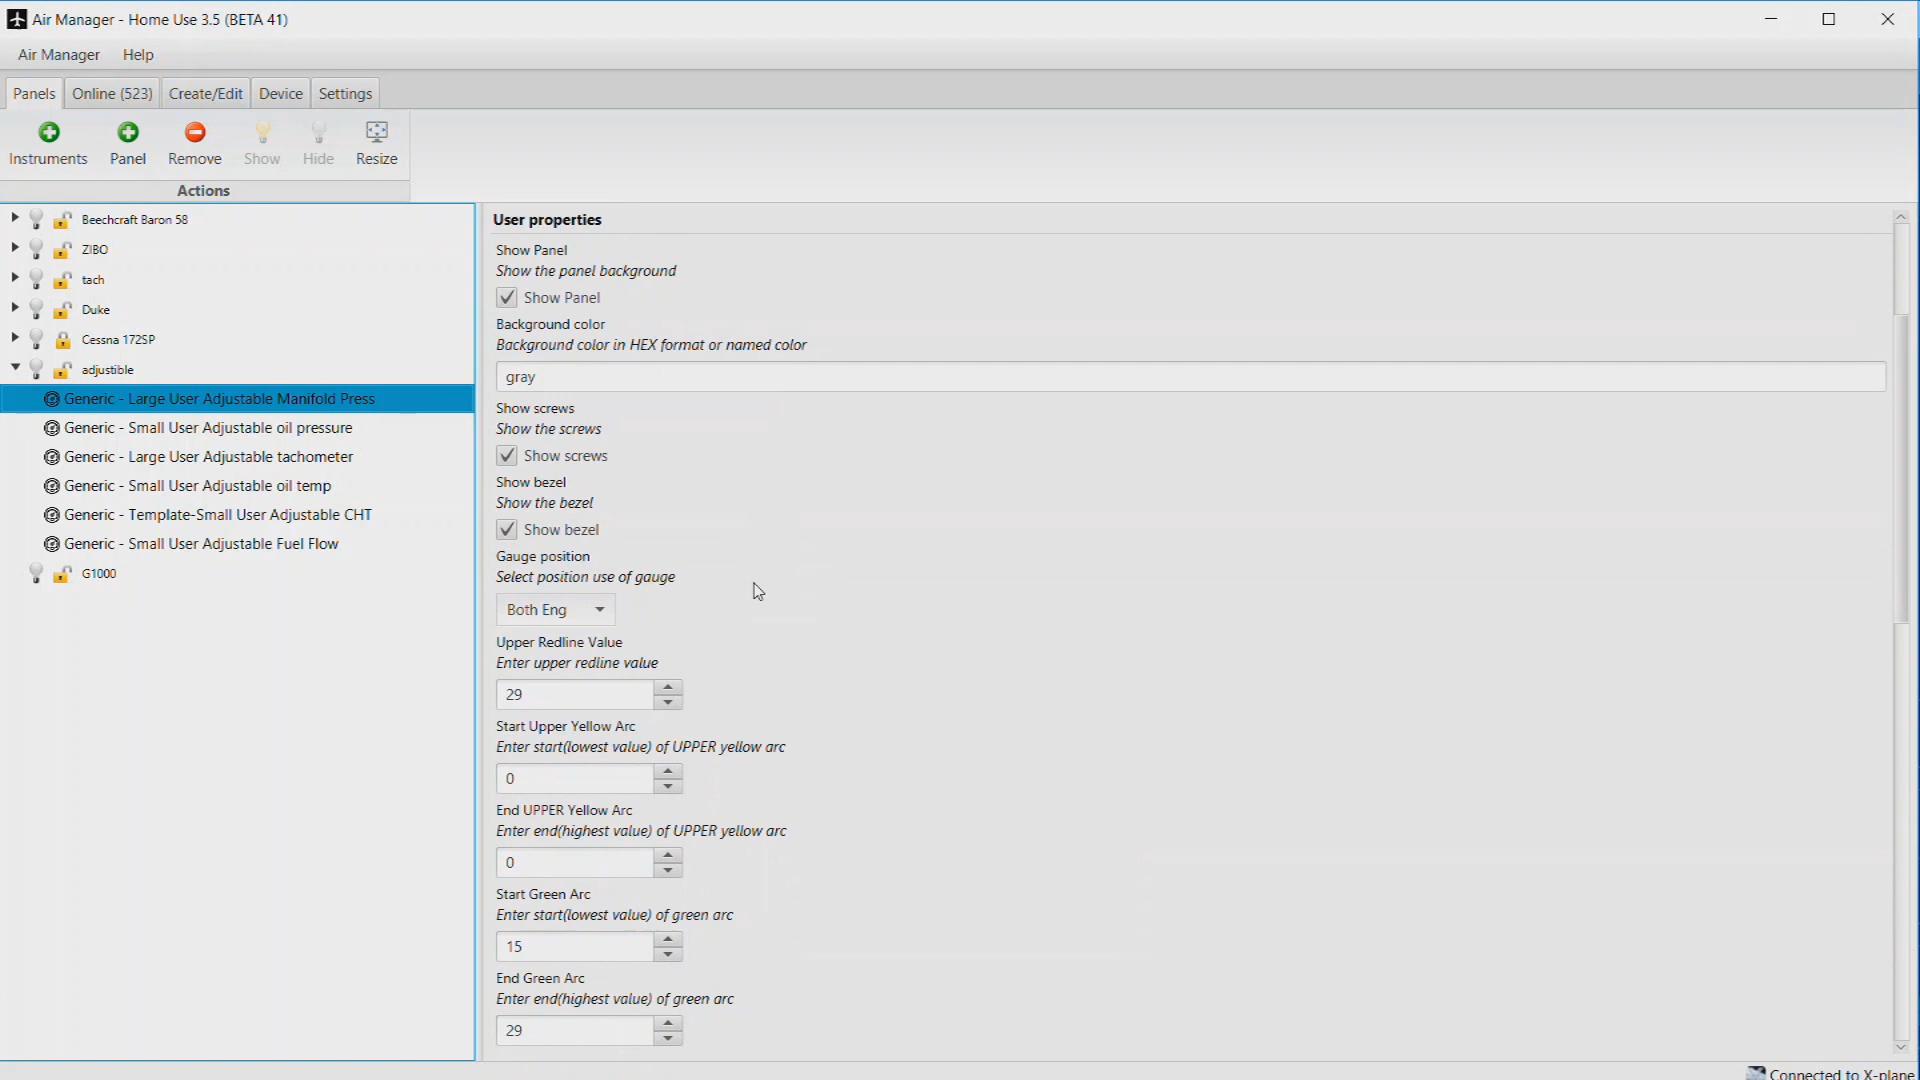 Air Manager - Home Use 3.5 (BETA 41)
Air Manager Help
Panels Online (523) Create/Edit Device Settings
Instruments Panel Remove Show Hide Resize
Actions
Beechcraft Baron 58
ZIBO
tach
Duke
Cessna 172SP
adjustible
Generic - Large User Adjustable Manifold Press
Generic - Small User Adjustable oil pressure
Generic - Large User Adjustable tachometer
Generic - Small User Adjustable oil temp
Generic - Template-Small User Adjustable CHT
Generic - Small User Adjustable Fuel Flow
G1000
User properties
Show Panel
Show the panel background
Show Panel
Background color
Background color in HEX format or named color
gray
Show screws
Show the screws
Show screws
Show bezel
Show the bezel
Show bezel
Gauge position
Select position use of gauge
Both Eng
Upper Redline Value
Enter upper redline value
29
Start Upper Yellow Arc
Enter start(lowest value) of UPPER yellow arc
0
End UPPER Yellow Arc
Enter end(highest value) of UPPER yellow arc
0
Start Green Arc
Enter start(lowest value) of green arc
15
End Green Arc
Enter end(highest value) of green arc
29
Connected to X-plane